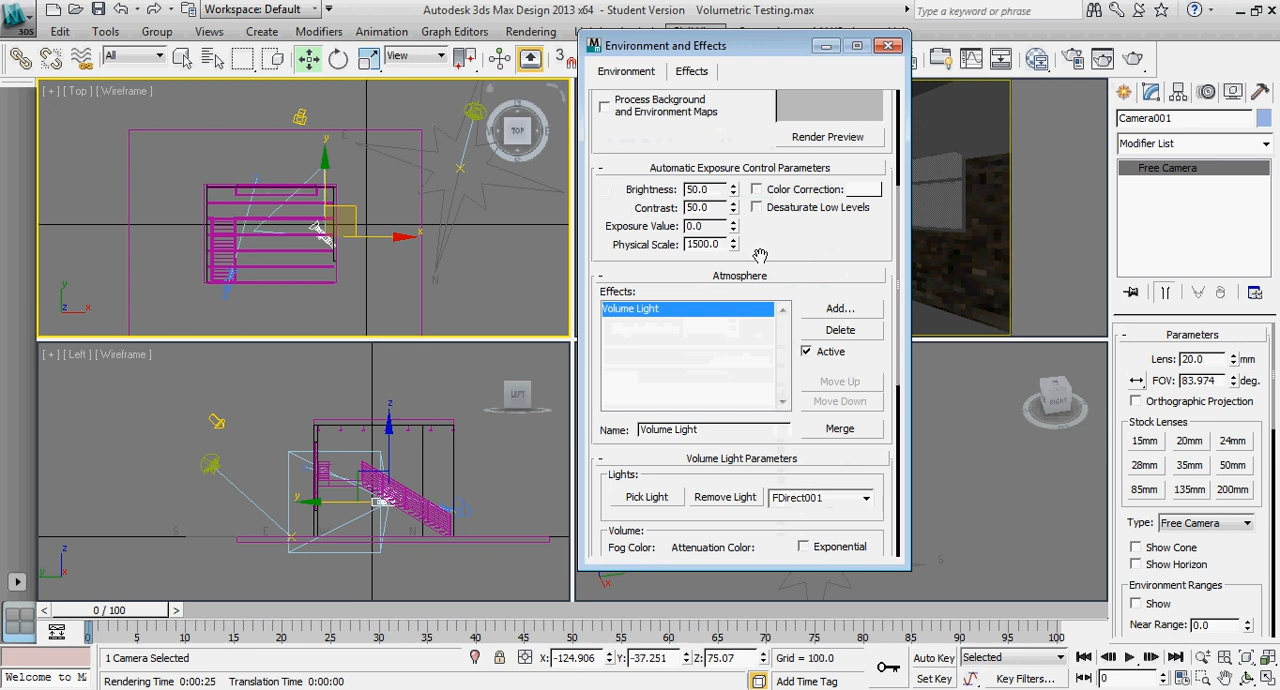 Workspace: Default
Autodesk 3ds Max Design 2013 x64 - Student Version Volumetric Testing.max
Type a keyword or phrase
3DS
Edit Tools Group Views Create Modifiers Animation Graph Editors Rendering
All
View
3
Environment and Effects
Environment Effects
Process Background
and Environment Maps
Render Preview
- Automatic Exposure Control Parameters
Brightness: 50.0 Color Correction:
Contrast: 50.0 Desaturate Low Levels
Exposure Value: 0.0
Physical Scale: 1500.0
- Atmosphere
Effects:
Volume Light
Add...
Delete
Active
Move Up
Move Down
Name: Volume Light
Merge
- Volume Light Parameters
Lights:
Pick Light Remove Light FDirect001
Volume:
Fog Color: Attenuation Color: Exponential
[ + ] [ Top ] [ Wireframe ]
TOP
y
x
E
N
y
z x
[ + ] [ Left ] [ Wireframe ]
LEFT
z
y
S E W N
z
y
RIGHT
S
x
Camera001
Modifier List
Free Camera
- Parameters
Lens: 20.0 mm
FOV: 83.974 deg.
Orthographic Projection
Stock Lenses
15mm 20mm 24mm
28mm 35mm 50mm
85mm 135mm 200mm
Type: Free Camera
Show Cone
Show Horizon
Environment Ranges
Show
Near Range: 0.0
< 0 / 100 >
0 5 10 15 20 25 30 35 40 45 50 55 60 65 70 75 80 85 90 95 100
1 Camera Selected
X: -124.906 Y: -37.251 Z: 75.07 Grid = 100.0
Auto Key Selected
Welcome to M
Rendering Time 0:00:25 Translation Time 0:00:00
Add Time Tag
Set Key Key Filters... 0